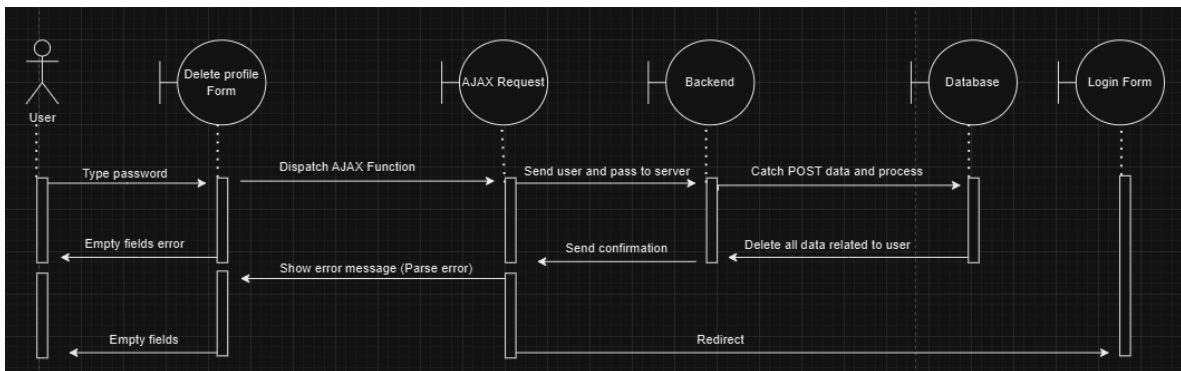 Delete profile
Form
AJAX Request
Backend
Database
Login Form
User
Type password
Dispatch AJAX Function
Send user and pass to server
Catch POST data and process
Empty fields error
Send confirmation
Delete all data related to user
Show error message (Parse error)
Empty fields
Redirect